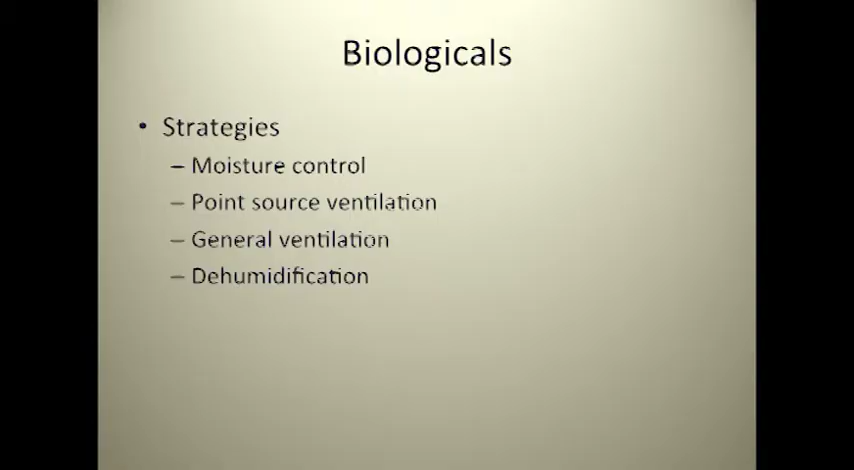 Biologicals
• Strategies
– Moisture control
– Point source ventilation
– General ventilation
– Dehumidification